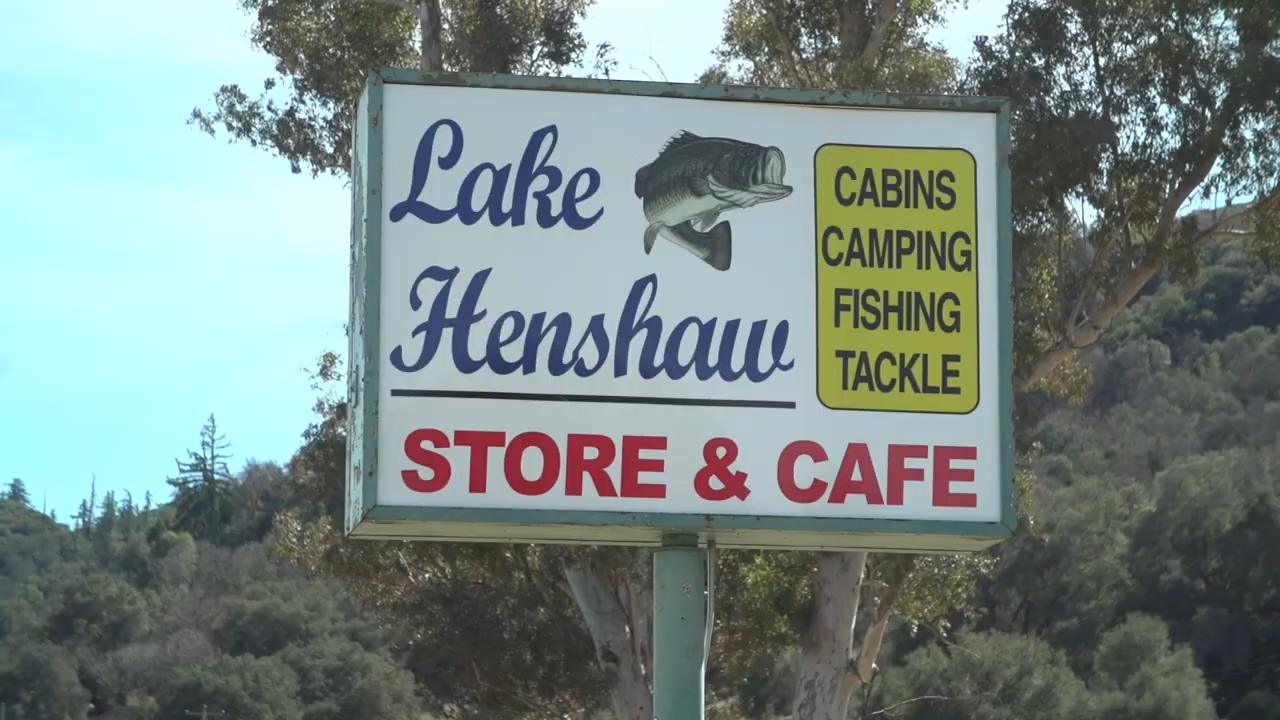 Lake
Henshaw
STORE & CAFE
CABINS
CAMPING
FISHING
TACKLE